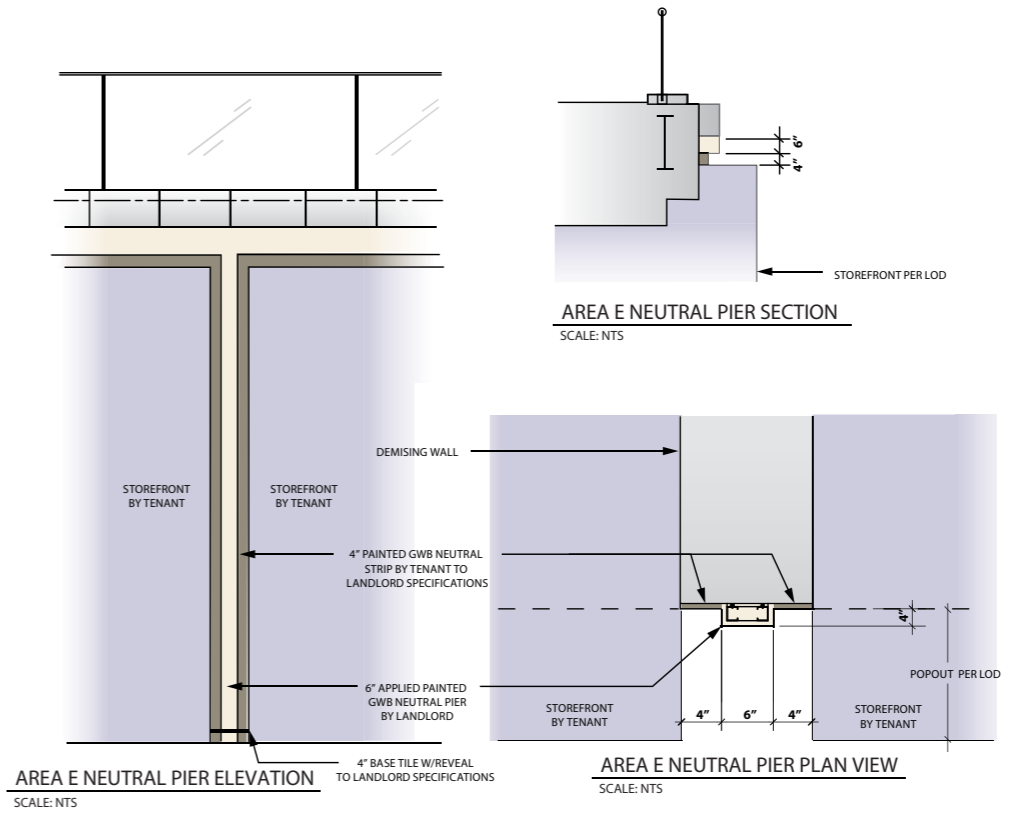 6”
4”
STOREFRONT PER LOD
AREA E NEUTRAL PIER SECTION
SCALE: NTS
STOREFRONT
BY TENANT
STOREFRONT
BY TENANT
DEMISING WALL
4” PAINTED GWB NEUTRAL
STRIP BY TENANT TO
LANDLORD SPECIFICATIONS
6” APPLIED PAINTED
GWB NEUTRAL PIER
BY LANDLORD
4” BASE TILE W/REVEAL
TO LANDLORD SPECIFICATIONS
AREA E NEUTRAL PIER ELEVATION
SCALE: NTS
4”
POPOUT PER LOD
STOREFRONT
BY TENANT
4”
6”
4”
STOREFRONT
BY TENANT
AREA E NEUTRAL PIER PLAN VIEW
SCALE: NTS